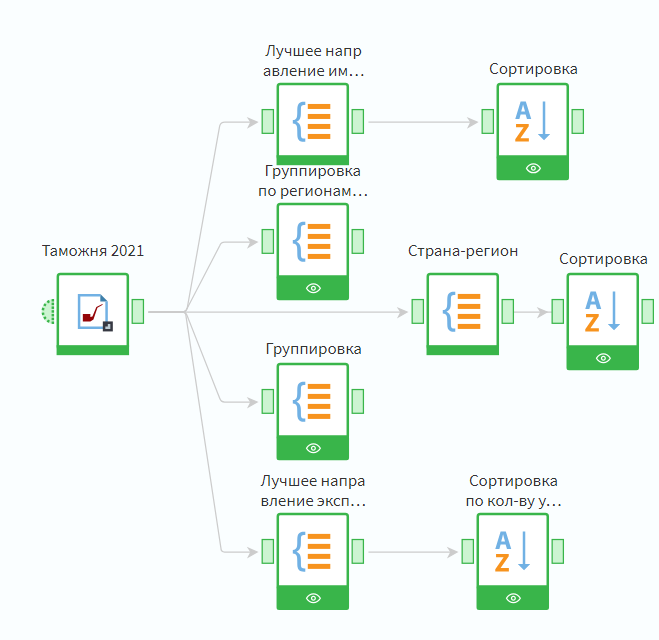 Лучшее напр
авление им…
Сортировка
A
Z
Группировка
по регионам…
Таможня 2021
Страна-регион
Сортировка
A
Z
Группировка
Лучшее напра
вление эксп…
Сортировка
по кол-ву у…
A
Z